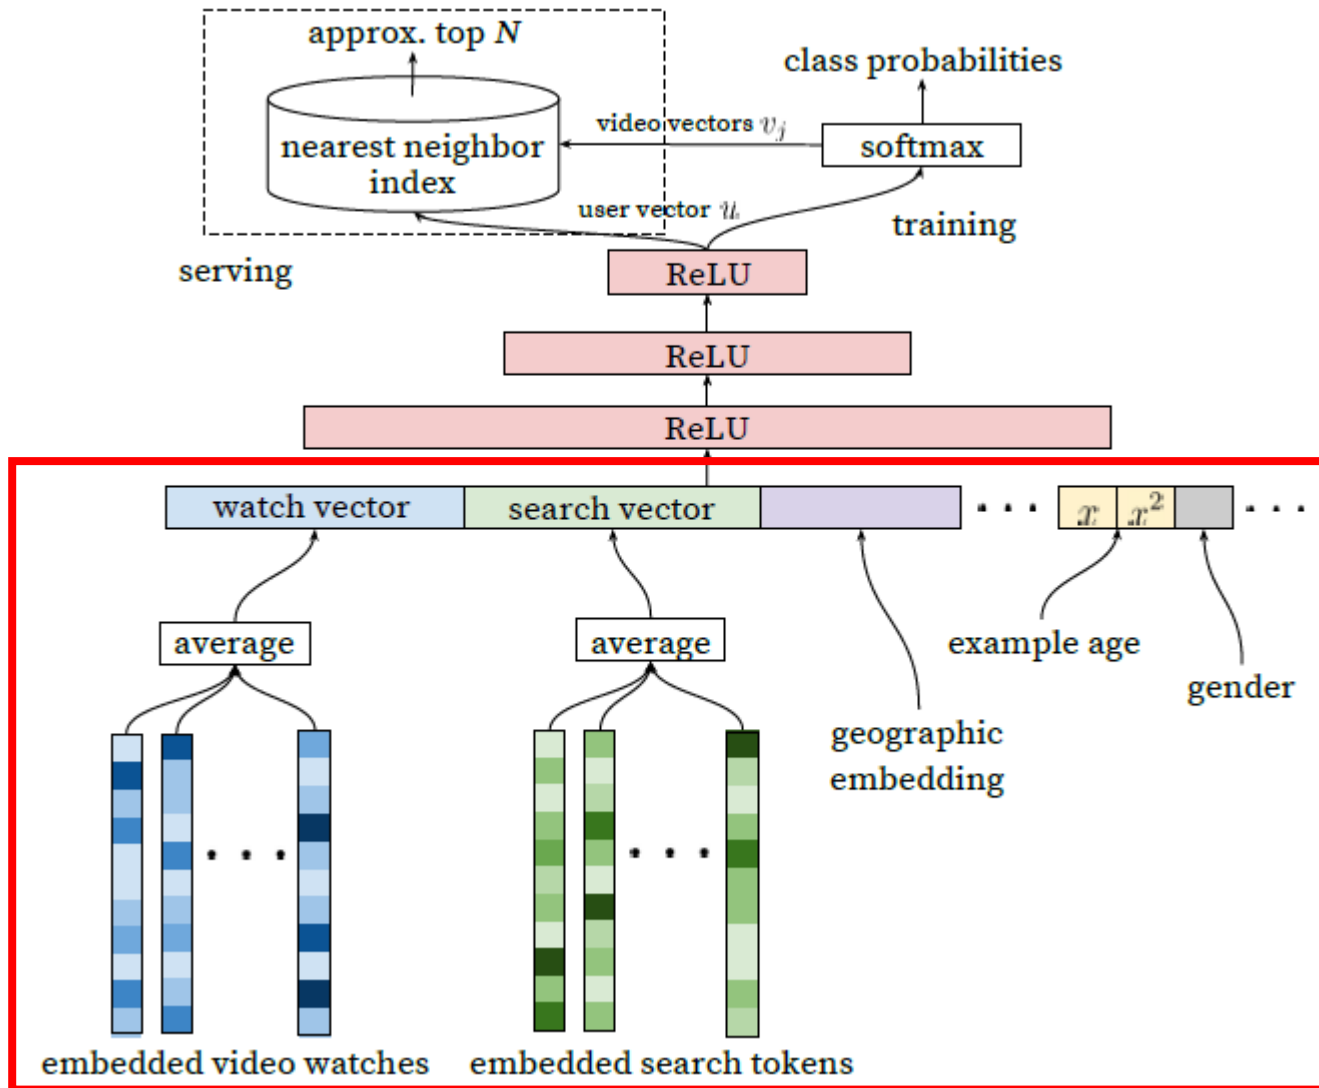 approx. top N
class probabilities
video vectors v_j
nearest neighbor
index
softmax
user vector u
training
serving
ReLU
ReLU
ReLU
watch vector
search vector
. . .
x
x²
. . .
average
average
example age
gender
geographic
embedding
. . .
. . .
embedded video watches
embedded search tokens